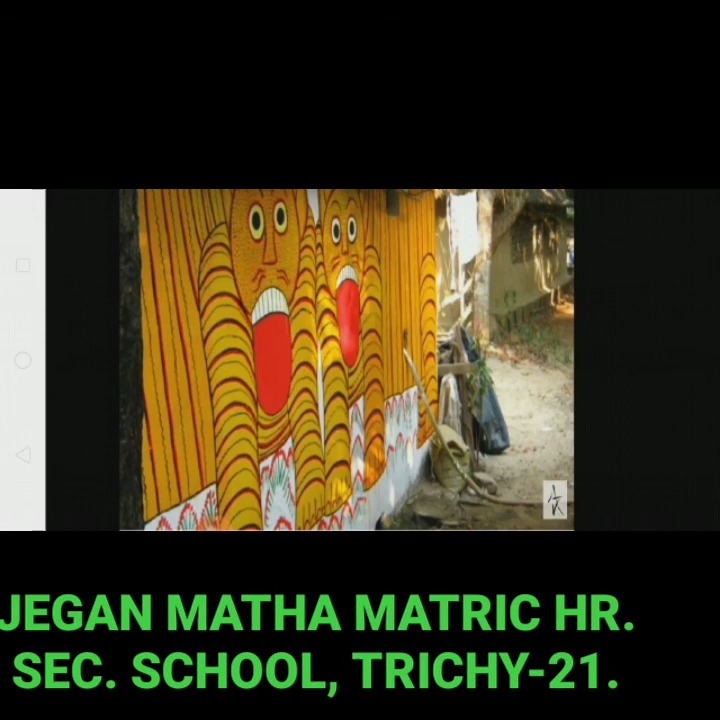 JEGAN MATHA MATRIC HR.
SEC. SCHOOL, TRICHY-21.